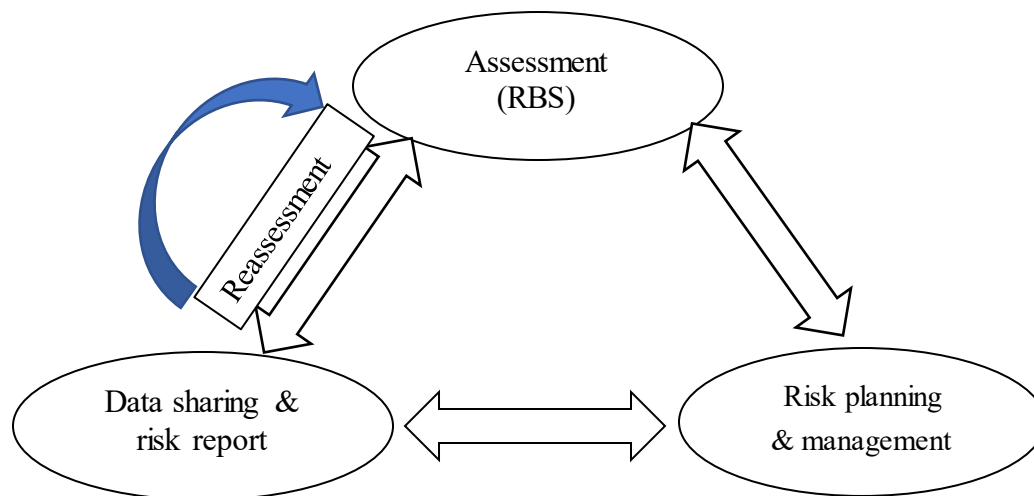 Assessment
(RBS)
Reassessment
Data sharing &
risk report
Risk planning
& management